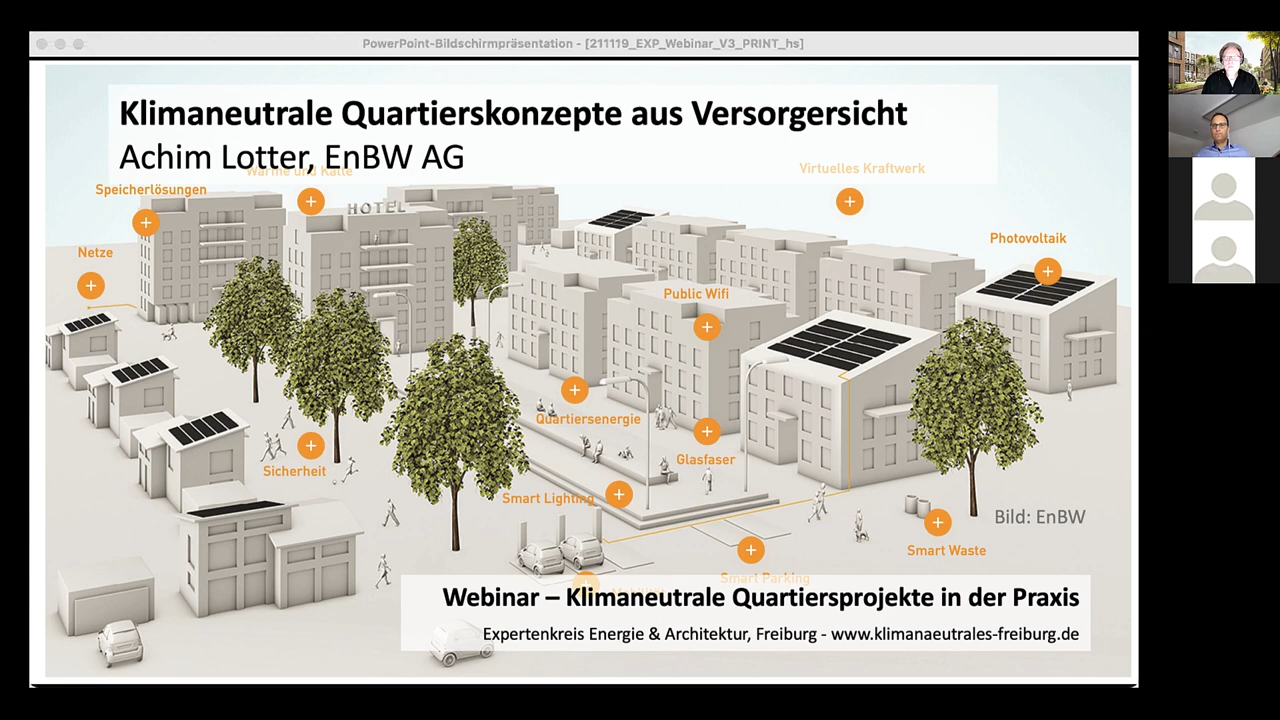 PowerPoint-Bildschirmpräsentation - [211119_EXP_Webinar_V3_PRINT_hs]
Klimaneutrale Quartierskonzepte aus Versorgersicht
Achim Lotter, EnBW AG
Wärme und Kälte
Virtuelles Kraftwerk
Speicherlösungen
HOTEL
Netze
Photovoltaik
Public Wifi
Quartiersenergie
Glasfaser
Sicherheit
Smart Lighting
Bild: EnBW
Smart Waste
Smart Parking
Webinar – Klimaneutrale Quartiersprojekte in der Praxis
Expertenkreis Energie & Architektur, Freiburg - www.klimanaeutrales-freiburg.de